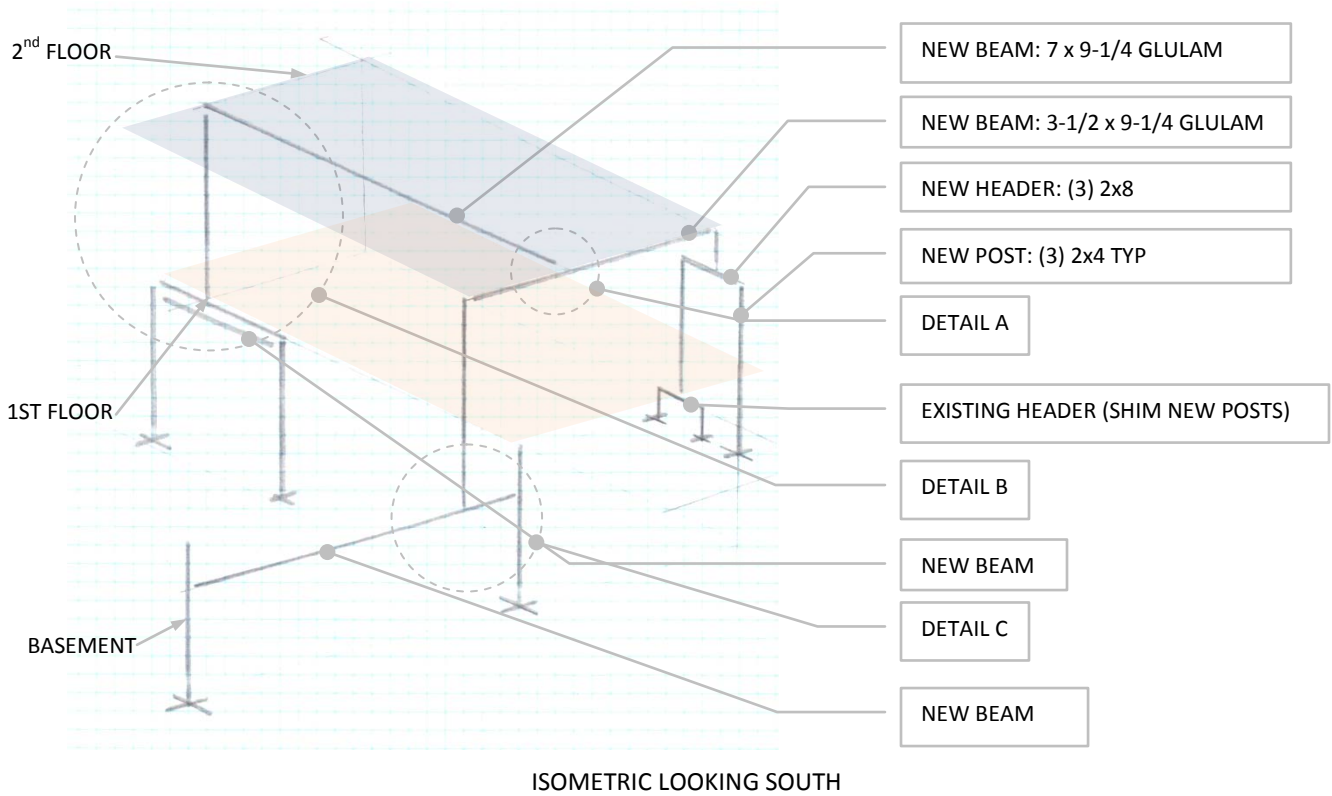 2nd FLOOR
NEW BEAM: 7 x 9-1/4 GLULAM
NEW BEAM: 3-1/2 x 9-1/4 GLULAM
NEW HEADER: (3) 2x8
NEW POST: (3) 2x4 TYP
DETAIL A
1ST FLOOR
EXISTING HEADER (SHIM NEW POSTS)
DETAIL B
NEW BEAM
DETAIL C
BASEMENT
NEW BEAM
ISOMETRIC LOOKING SOUTH